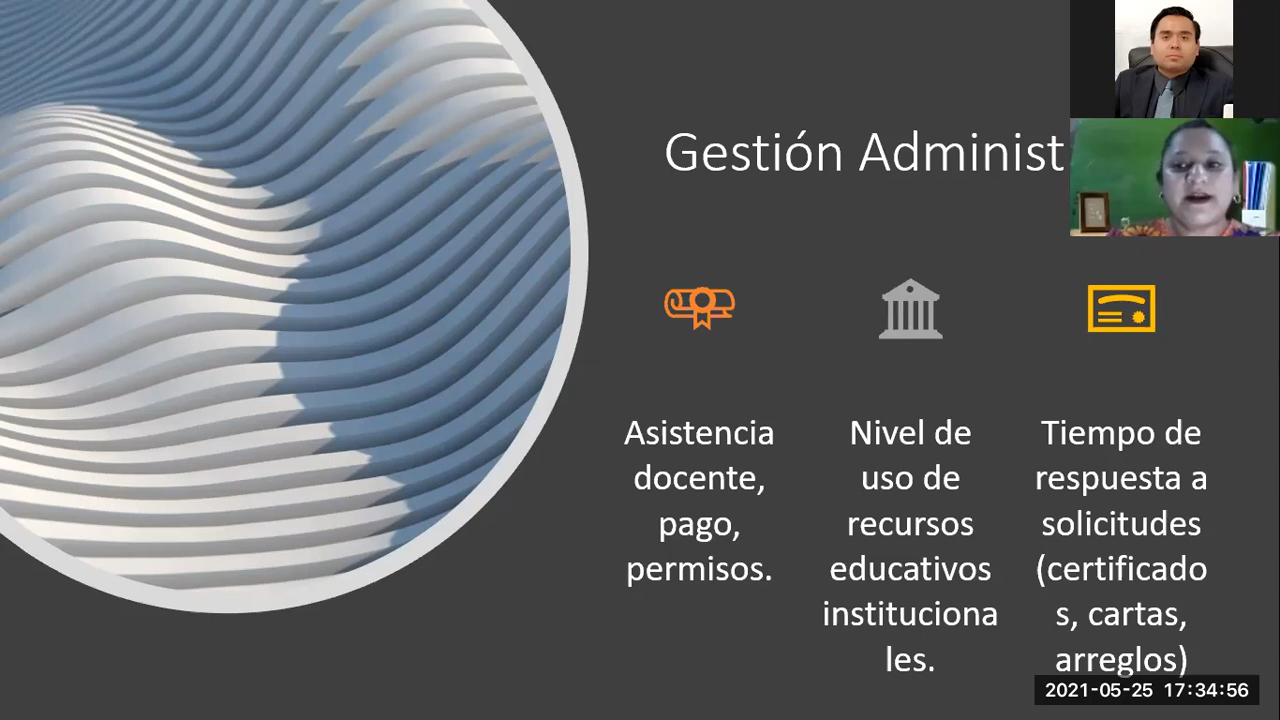 Gestión Administ
Asistencia
docente,
pago,
permisos.
Nivel de
uso de
recursos
educativos
instituciona
les.
Tiempo de
respuesta a
solicitudes
(certificado
s, cartas,
arreglos)
2021-05-25 17:34:56